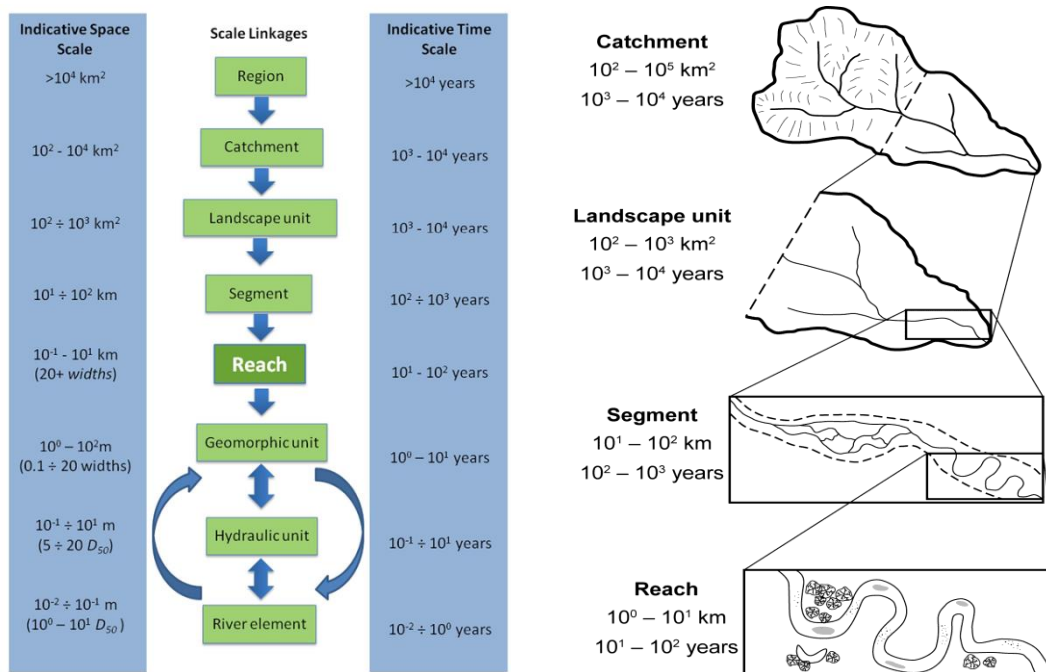 Indicative Space
Scale
>10⁴ km²
10² - 10⁴ km²
10² ÷ 10³ km²
10¹ ÷ 10² km
10⁻¹ - 10¹ km
(20+ widths)
10⁰ – 10²m
(0.1 ÷ 20 widths)
10⁻¹ ÷ 10¹ m
(5 ÷ 20 D₅₀)
10⁻² ÷ 10⁻¹ m
(10⁰ – 10¹ D₅₀ )
Scale Linkages
Region
Catchment
Landscape unit
Segment
Reach
Geomorphic unit
Hydraulic unit
River element
Indicative Time
Scale
>10⁴ years
10³ - 10⁴ years
10³ - 10⁴ years
10² ÷ 10³ years
10¹ - 10² years
10⁰ – 10¹ years
10⁻¹ ÷ 10¹ years
10⁻² ÷ 10⁰ years
Catchment
10² – 10⁵ km²
10³ – 10⁴ years
Landscape unit
10² – 10³ km²
10³ – 10⁴ years
Segment
10¹ – 10² km
10² – 10³ years
Reach
10⁰ – 10¹ km
10¹ – 10² years